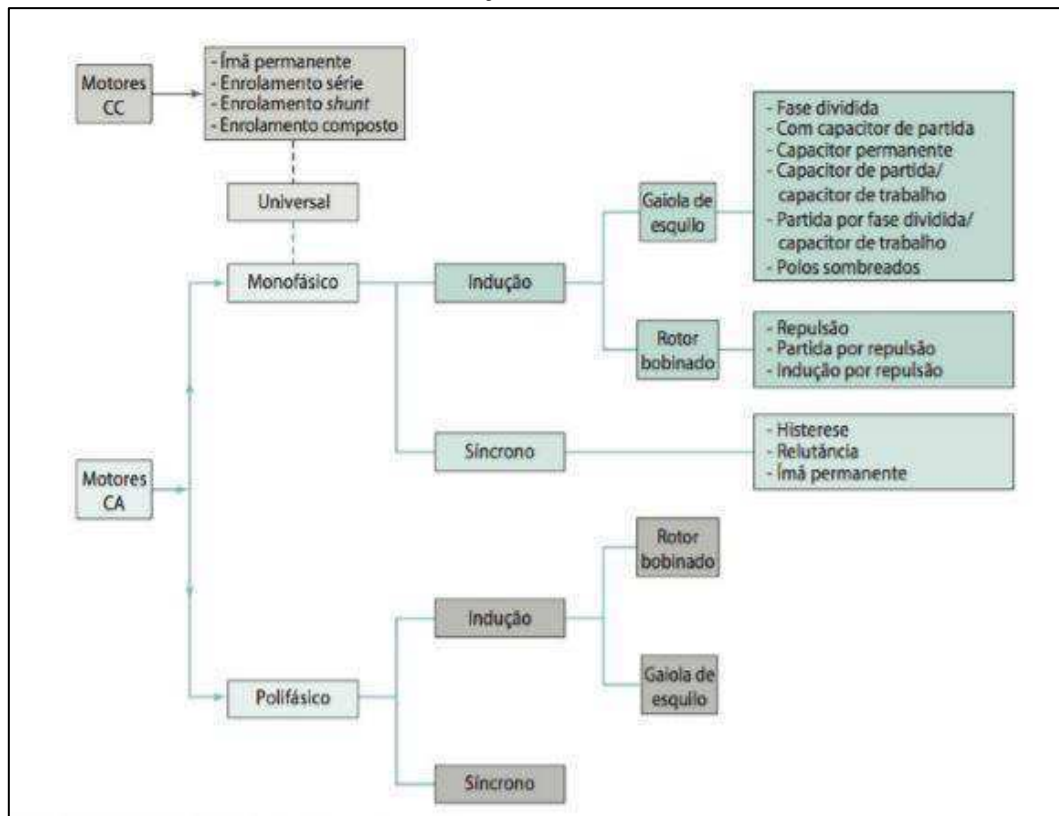 Motores
CC
- Ímã permanente
- Enrolamento série
- Enrolamento shunt
- Enrolamento composto
Universal
Monofásico
Indução
Gaiola de
esquilo
- Fase dividida
- Com capacitor de partida
- Capacitor permanente
- Capacitor de partida/
capacitor de trabalho
- Partida por fase dividida/
capacitor de trabalho
- Polos sombreados
Rotor
bobinado
- Repulsão
- Partida por repulsão
- Indução por repulsão
Síncrono
- Histerese
- Relutância
- Ímã permanente
Motores
CA
Polifásico
Indução
Rotor
bobinado
Gaiola de
esquilo
Síncrono